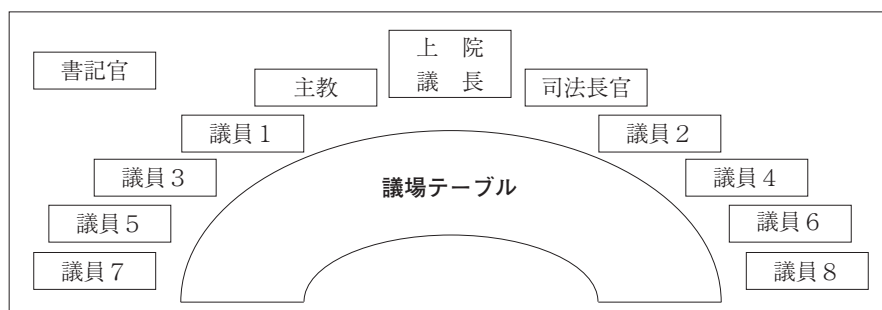 上 院
議 長
書記官
主教
司法長官
議員1
議員2
議員3
議場テーブル
議員4
議員5
議員6
議員7
議員8